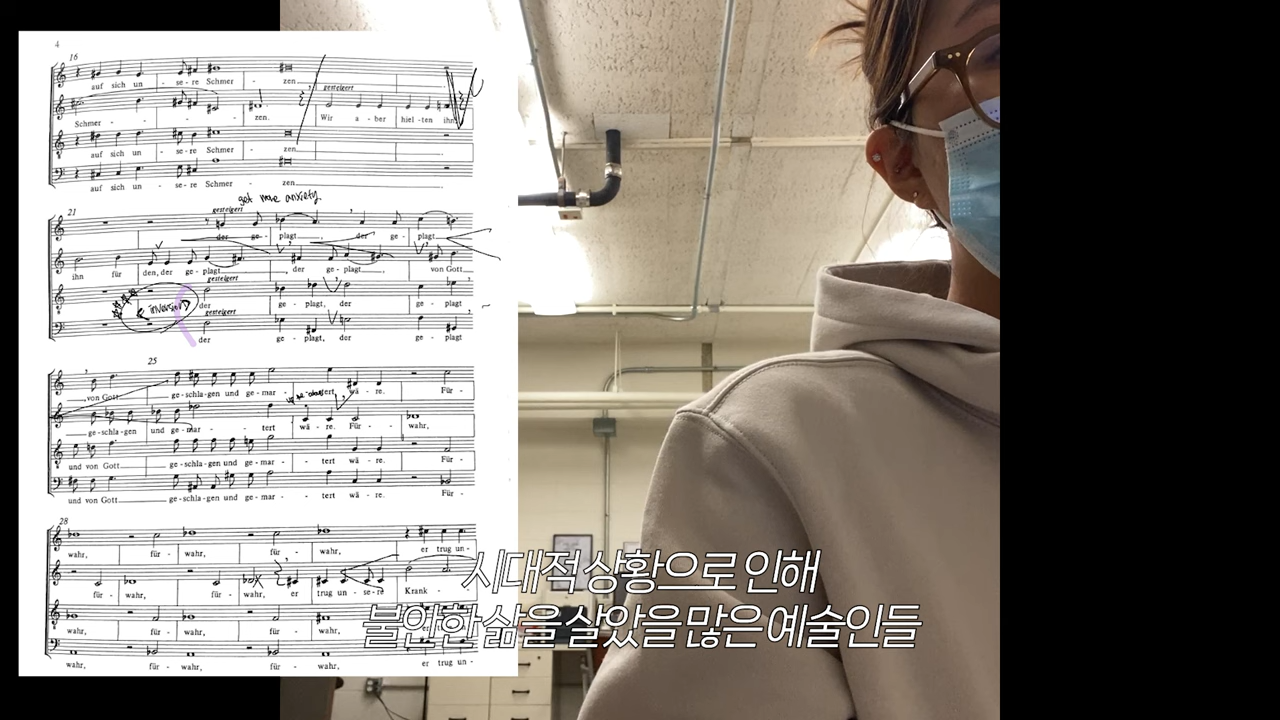 4
16
auf sich un - se - re Schmer - zen.
gesteigert
Schmer - zen. Wir a - ber hiel - ten ihn
auf sich un - se - re Schmer - zen
auf sich un - se - re Schmer - zen
get more anxiety.
21
gesteigert
der ge - plagt der ge - plagt
ihn für den, der ge - plagt, der ge - plagt, von Gott
gesteigert
inversion
der ge - plagt, der ge - plagt
gesteigert
der ge - plagt, der ge - plagt
25
von Gott ge - schla - gen und ge - mar - tert wä - re. Für -
ge - schla - gen und ge - mar - tert wä - re. Für - wahr,
und von Gott ge - schla - gen und ge - mar - tert wä - re. Für -
und von Gott ge - schla - gen und ge - mar - tert wä - re. Für -
28
wahr, für - wahr, für - wahr, er trug un -
für - wahr, für - wahr, er trug un - se - re Krank -
wahr, für - wahr, für - wahr,
wahr, für - wahr, für - wahr, er trug un -
시대적 상황으로 인해
불안한 삶을 살았을 많은 예술인들